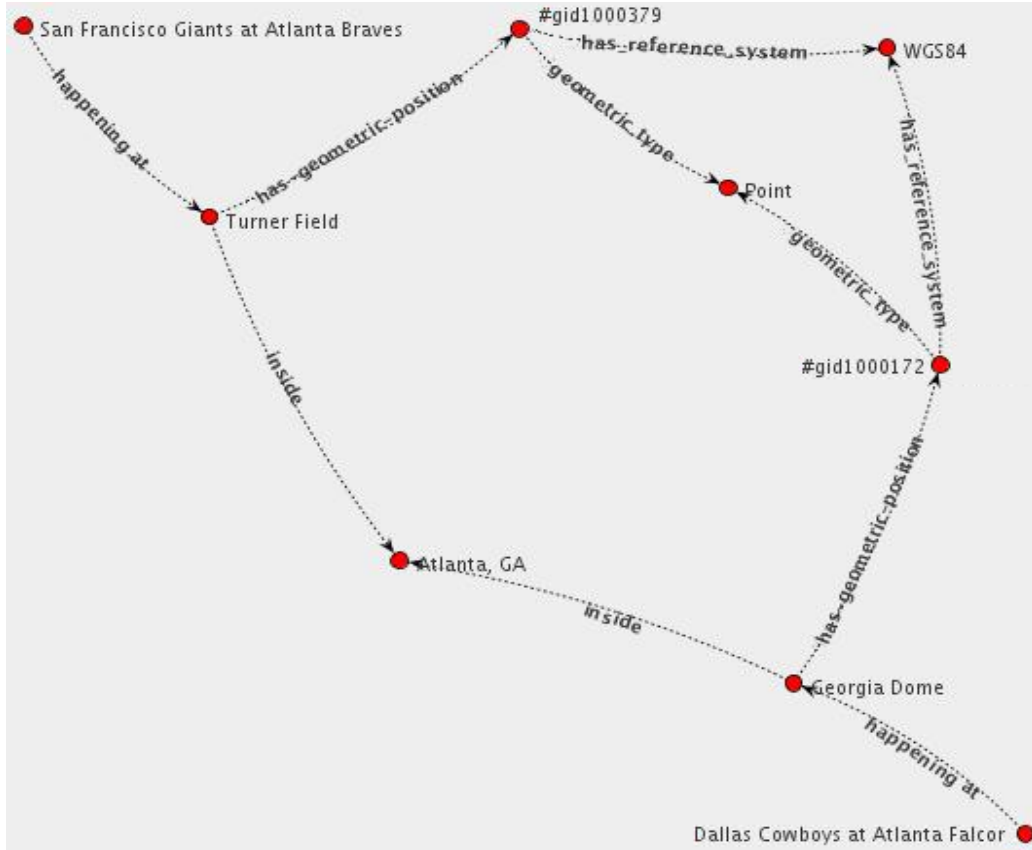 San Francisco Giants at Atlanta Braves
#gid1000379
has_reference_system
WGS84
happening at
has-geometric-position
geometric_type
Point
has_reference_system
Turner Field
geometric_type
#gid1000172
inside
has-geometric-position
Atlanta, GA
inside
Georgia Dome
happening at
Dallas Cowboys at Atlanta Falcor